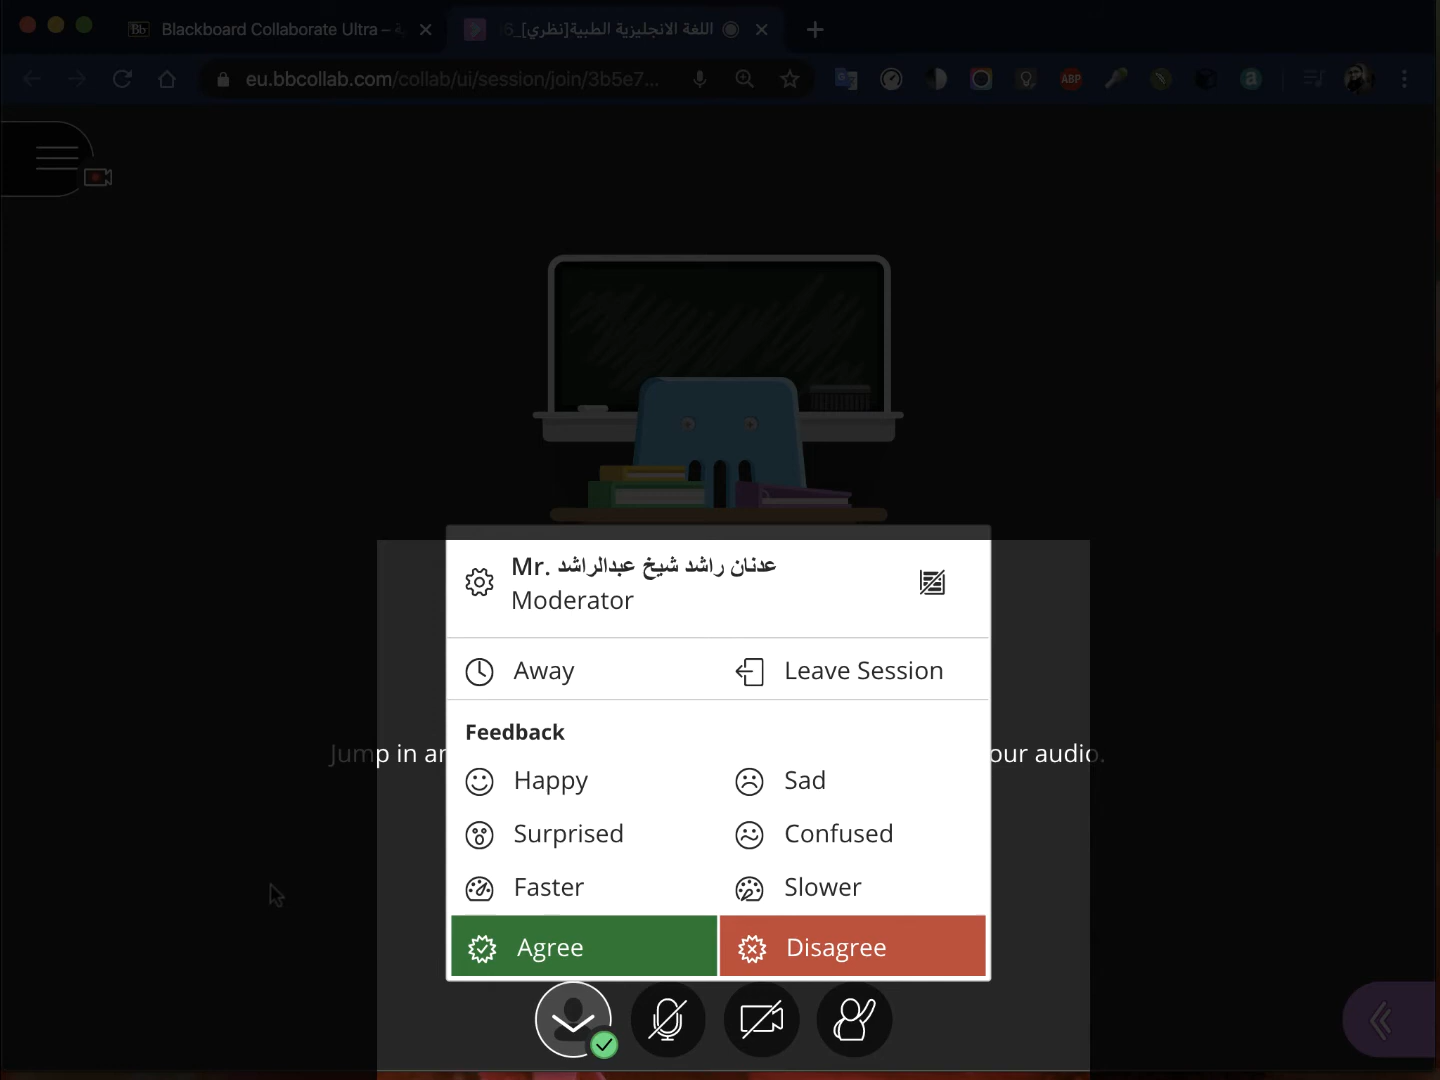 Blackboard Collaborate Ultra –
اللغة الانجليزية الطبية[نظري]_
eu.bbcollab.com/collab/ui/session/join/3b5e7...
ABP
Mr. عدنان راشد شيخ عبدالراشد
Moderator
Away
Leave Session
Feedback
Jump in an
our audio.
Happy
Sad
Surprised
Confused
Faster
Slower
Agree
Disagree